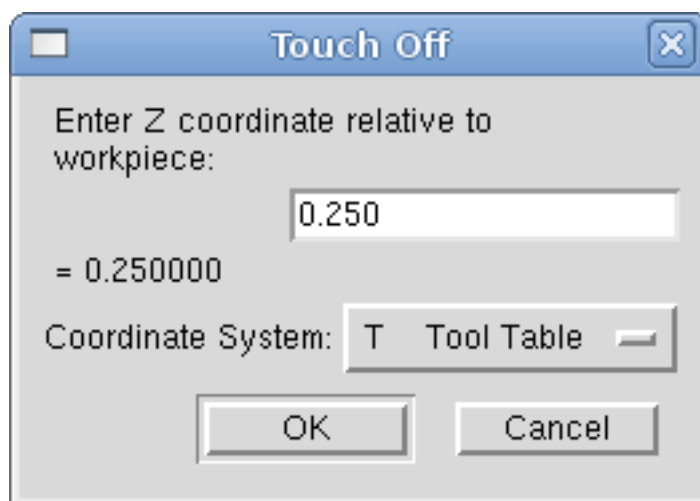 Touch Off
Enter Z coordinate relative to
workpiece:
0.250
= 0.250000
Coordinate System: T Tool Table
OK Cancel